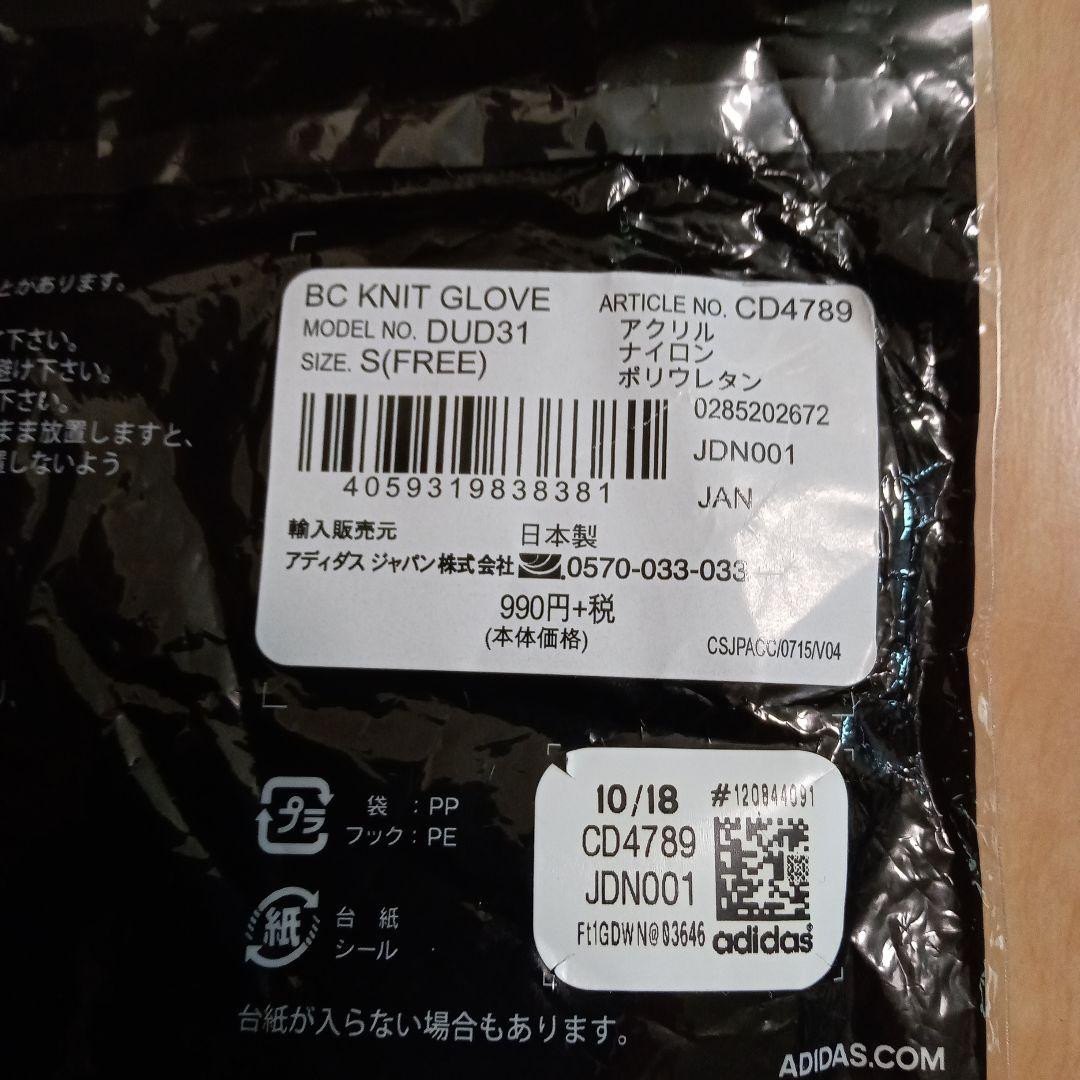 とがあります。
下さい。
避け下さい。
下さい。
まま放置しますと、
置しないよう
BC KNIT GLOVE
ARTICLE NO. CD4789
MODEL NO. DUD31
アクリル
SIZE. S(FREE)
ナイロン
ポリウレタン
0285202672
JDN001
4059319838381
JAN
輸入販売元
日本製
アディダス ジャパン株式会社
0570-033-033
990円+税
(本体価格)
CSJPACC/0715/V04
プラ
袋 : PP
フック : PE
紙
台 紙
シール
10/18 #120844091
CD4789
JDN001
Ft1GDWN@03646
adidas
台紙が入らない場合もあります。
ADIDAS.COM